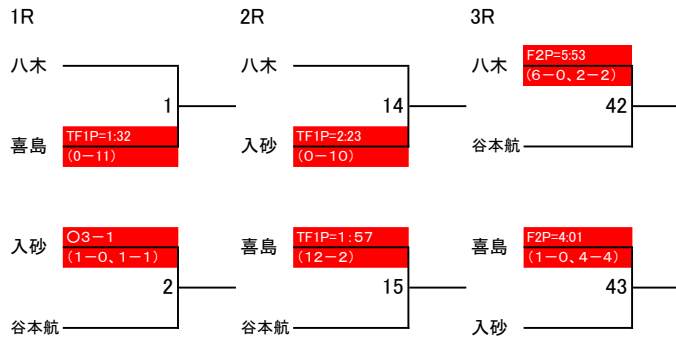 1R
2R
3R
八木
八木
八木
F2P=5:53
(6-0、2-2)
1
14
42
喜島
TF1P=1:32
(0-11)
入砂
TF1P=2:23
(0-10)
谷本航
入砂
○3-1
(1-0、1-1)
喜島
TF1P=1:57
(12-2)
喜島
F2P=4:01
(1-0、4-4)
2
15
43
谷本航
谷本航
入砂